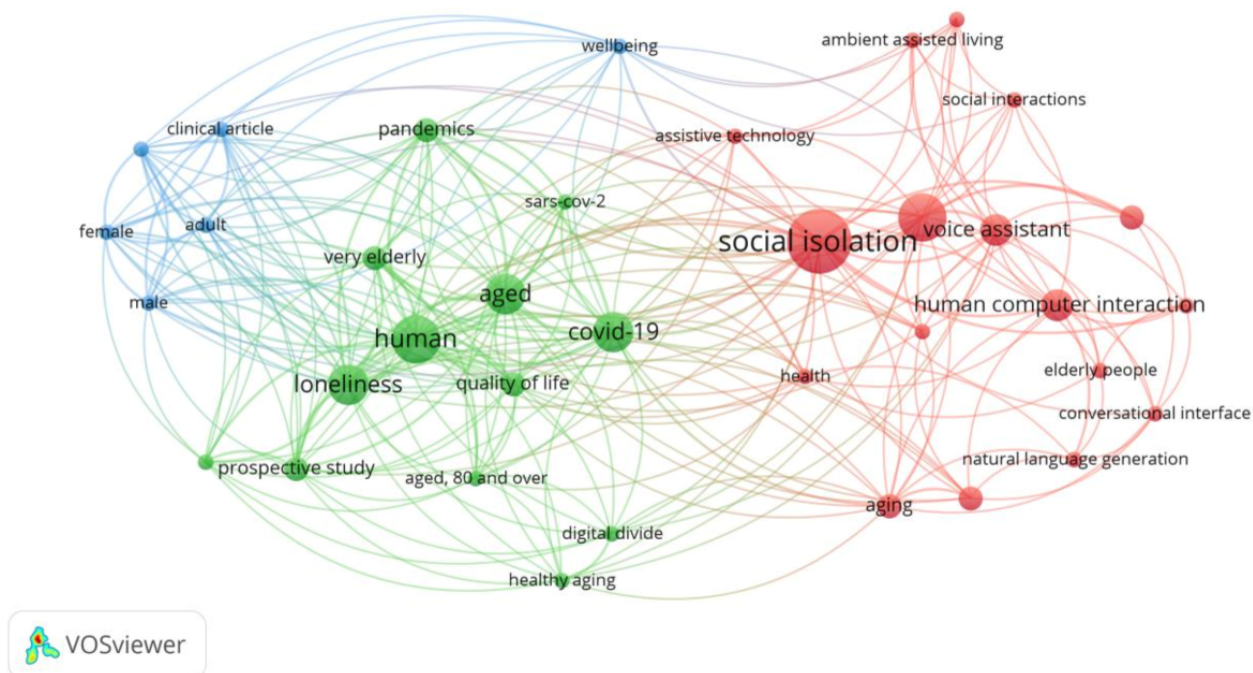 wellbeing
ambient assisted living
social interactions
clinical article
pandemics
assistive technology
sars-cov-2
female
adult
voice assistant
social isolation
very elderly
aged
male
human computer interaction
human
covid-19
loneliness
quality of life
health
elderly people
conversational interface
prospective study
natural language generation
aged, 80 and over
aging
digital divide
healthy aging
VOSviewer